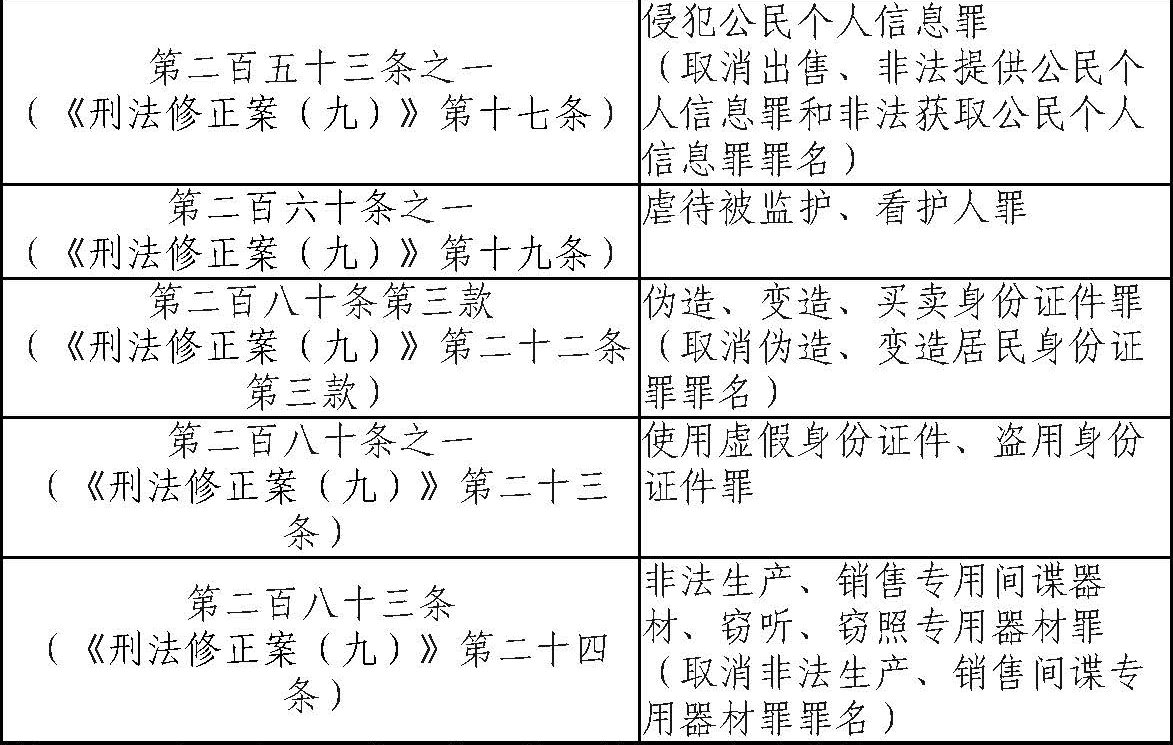 第二百五十三条之一
（《刑法修正案（九）》第十七条）
侵犯公民个人信息罪
（取消出售、非法提供公民个
人信息罪和非法获取公民个人
信息罪罪名）
第二百六十条之一
（《刑法修正案（九）》第十九条）
虐待被监护、看护人罪
第二百八十条第三款
（《刑法修正案（九）》第二十二条
第三款）
伪造、变造、买卖身份证件罪
（取消伪造、变造居民身份证
罪罪名）
第二百八十条之一
（《刑法修正案（九）》第二十三
条）
使用虚假身份证件、盗用身份
证件罪
第二百八十三条
（《刑法修正案（九）》第二十四
条）
非法生产、销售专用间谍器
材、窃听、窃照专用器材罪
（取消非法生产、销售间谍专
用器材罪罪名）